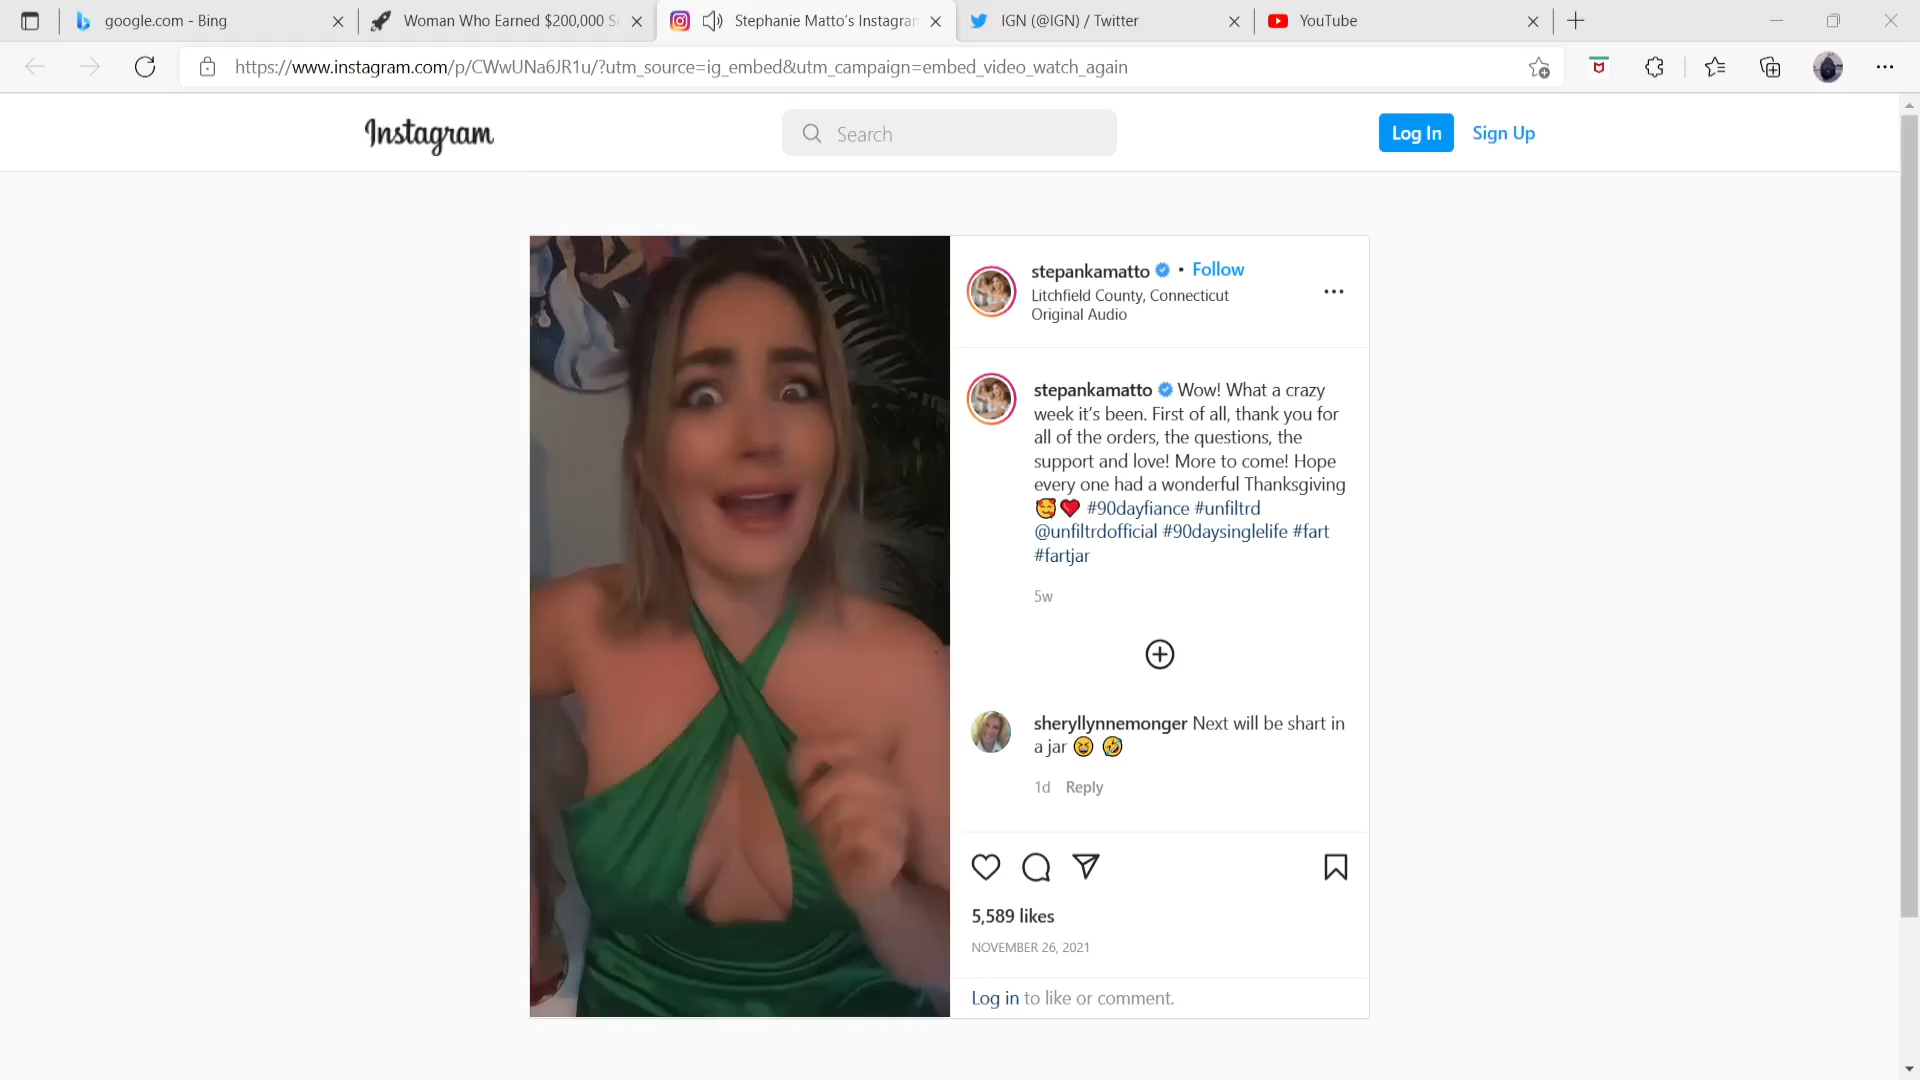 google.com - Bing
Woman Who Earned $200,000 S
Stephanie Matto's Instagram
IGN (@IGN) / Twitter
YouTube
https://www.instagram.com/p/CWwUNa6JR1u/?utm_source=ig_embed&utm_campaign=embed_video_watch_again
Instagram
Search
Log In
Sign Up
stepankamatto • Follow
Litchfield County, Connecticut
Original Audio
stepankamatto Wow! What a crazy
week it's been. First of all, thank you for
all of the orders, the questions, the
support and love! More to come! Hope
every one had a wonderful Thanksgiving
🥰❤️ #90dayfiance #unfiltrd
@unfiltrdofficial #90daysinglelife #fart
#fartjar
5w
sheryllynnemonger Next will be shart in
a jar 😆 🤣
1d Reply
5,589 likes
NOVEMBER 26, 2021
Log in to like or comment.